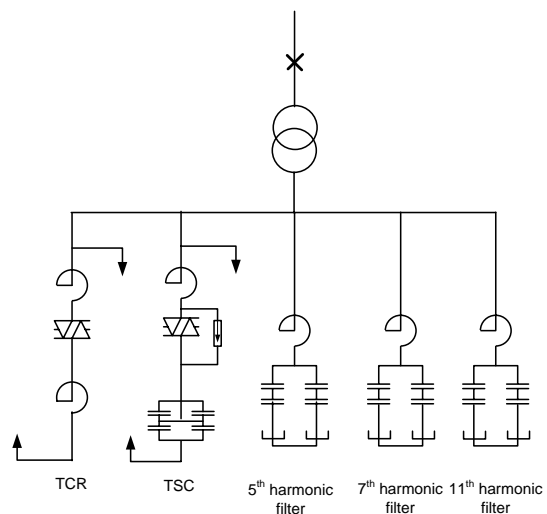 TCR
TSC
5th harmonic
filter
7th harmonic
filter
11th harmonic
filter